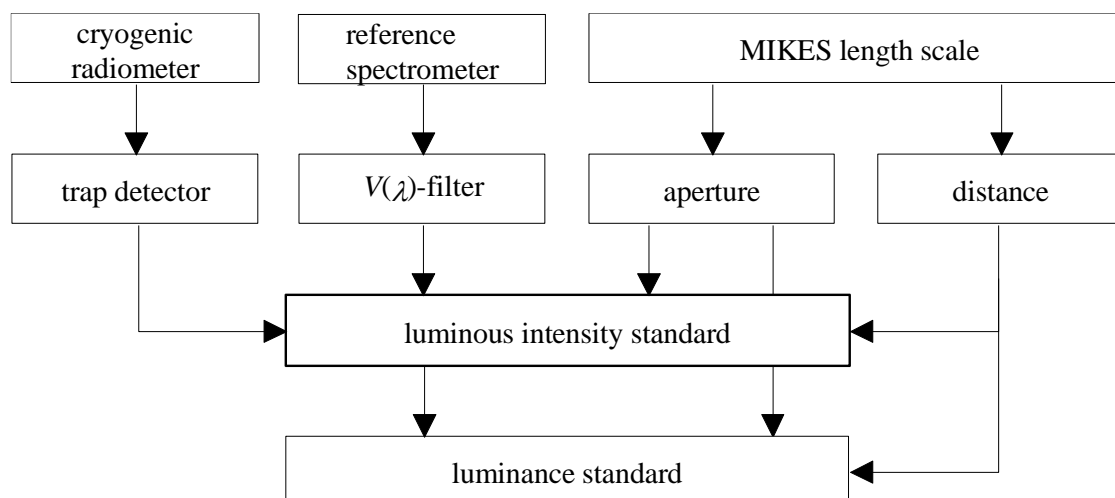 cryogenic
radiometer
reference
spectrometer
MIKES length scale
trap detector
V(λ)-filter
aperture
distance
luminous intensity standard
luminance standard